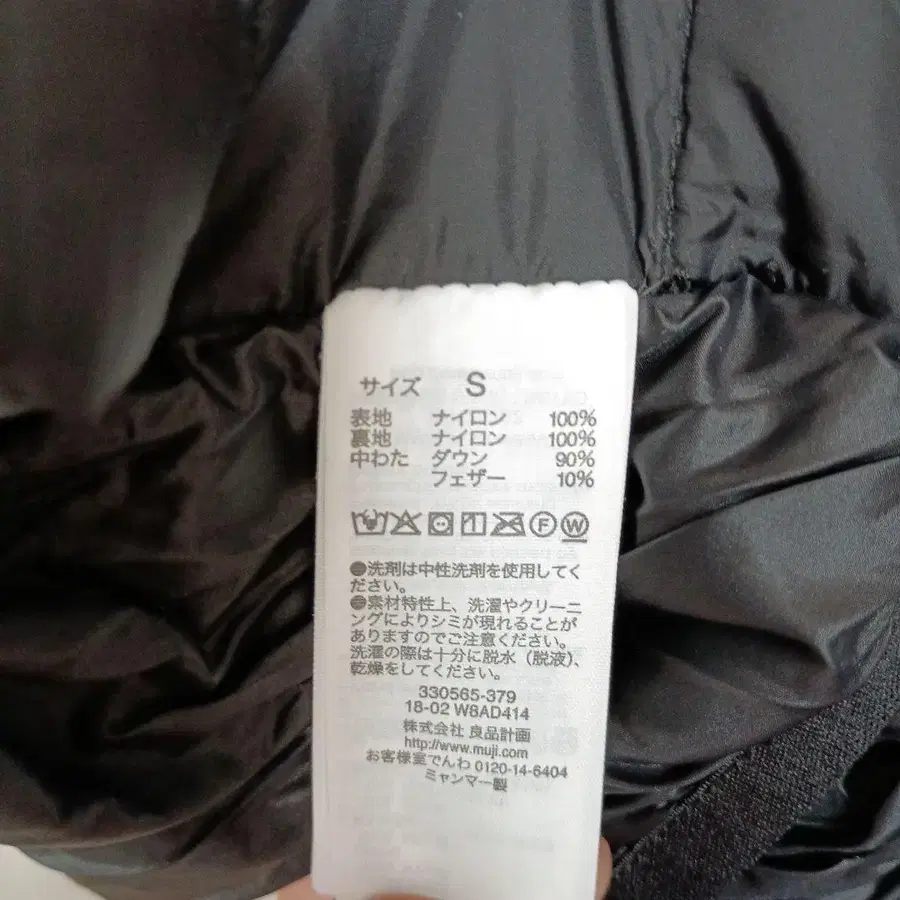 サイズ S
表地 ナイロン 100%
裏地 ナイロン 100%
中わた ダウン 90%
フェザー 10%
F W
●洗剤は中性洗剤を使用してく
ださい。
●素材特性上、洗濯やクリーニ
ングによりシミが現れることが
ありますのでご注意ください。
洗濯の際は十分に脱水（脱液）、
乾燥をしてください。
330565-379
18-02 W8AD414
株式会社 良品計画
http://www.muji.com
お客様室でんわ 0120-14-6404
ミャンマー製